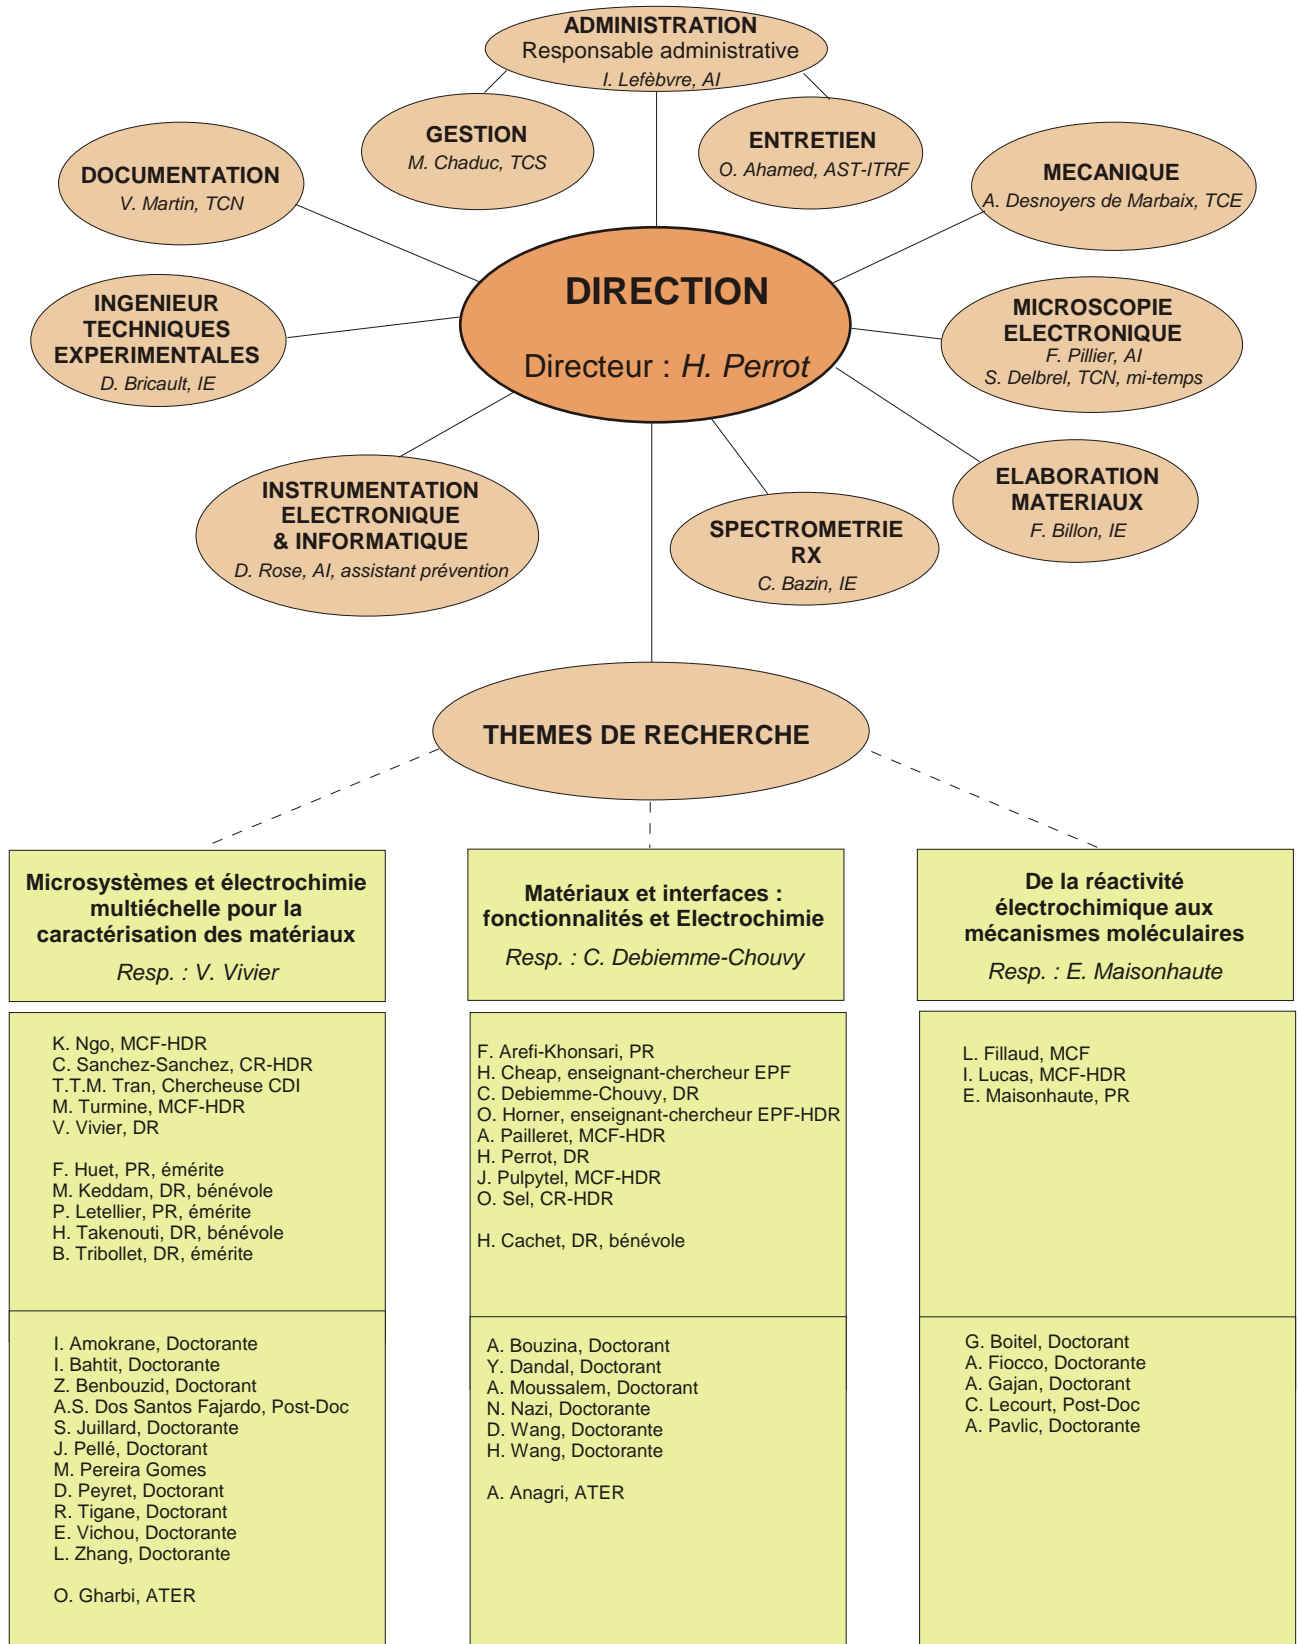 ADMINISTRATION
Responsable administrative
I. Lefèbvre, AI
GESTION
M. Chaduc, TCS
ENTRETIEN
O. Ahamed, AST-ITRF
DOCUMENTATION
V. Martin, TCN
MECANIQUE
A. Desnoyers de Marbaix, TCE
DIRECTION
Directeur : H. Perrot
INGENIEUR
TECHNIQUES
EXPERIMENTALES
D. Bricault, IE
MICROSCOPIE
ELECTRONIQUE
F. Pillier, AI
S. Delbrel, TCN, mi-temps
INSTRUMENTATION
ELECTRONIQUE
& INFORMATIQUE
D. Rose, AI, assistant prévention
SPECTROMETRIE
RX
C. Bazin, IE
ELABORATION
MATERIAUX
F. Billon, IE
THEMES DE RECHERCHE
Microsystèmes et électrochimie
multiéchelle pour la
caractérisation des matériaux
Resp. : V. Vivier
K. Ngo, MCF-HDR
C. Sanchez-Sanchez, CR-HDR
T.T.M. Tran, Chercheuse CDI
M. Turmine, MCF-HDR
V. Vivier, DR
F. Huet, PR, émérite
M. Keddam, DR, bénévole
P. Letellier, PR, émérite
H. Takenouti, DR, bénévole
B. Tribollet, DR, émérite
I. Amokrane, Doctorante
I. Bahtit, Doctorante
Z. Benbouzid, Doctorant
A.S. Dos Santos Fajardo, Post-Doc
S. Juillard, Doctorante
J. Pellé, Doctorant
M. Pereira Gomes
D. Peyret, Doctorant
R. Tigane, Doctorant
E. Vichou, Doctorante
L. Zhang, Doctorante
O. Gharbi, ATER
Matériaux et interfaces :
fonctionnalités et Electrochimie
Resp. : C. Debiemme-Chouvy
F. Arefi-Khonsari, PR
H. Cheap, enseignant-chercheur EPF
C. Debiemme-Chouvy, DR
O. Horner, enseignant-chercheur EPF-HDR
A. Pailleret, MCF-HDR
H. Perrot, DR
J. Pulpytel, MCF-HDR
O. Sel, CR-HDR
H. Cachet, DR, bénévole
A. Bouzina, Doctorant
Y. Dandal, Doctorant
A. Moussalem, Doctorant
N. Nazi, Doctorante
D. Wang, Doctorante
H. Wang, Doctorante
A. Anagri, ATER
De la réactivité
électrochimique aux
mécanismes moléculaires
Resp. : E. Maisonhaute
L. Fillaud, MCF
I. Lucas, MCF-HDR
E. Maisonhaute, PR
G. Boitel, Doctorant
A. Fiocco, Doctorante
A. Gajan, Doctorant
C. Lecourt, Post-Doc
A. Pavlic, Doctorante